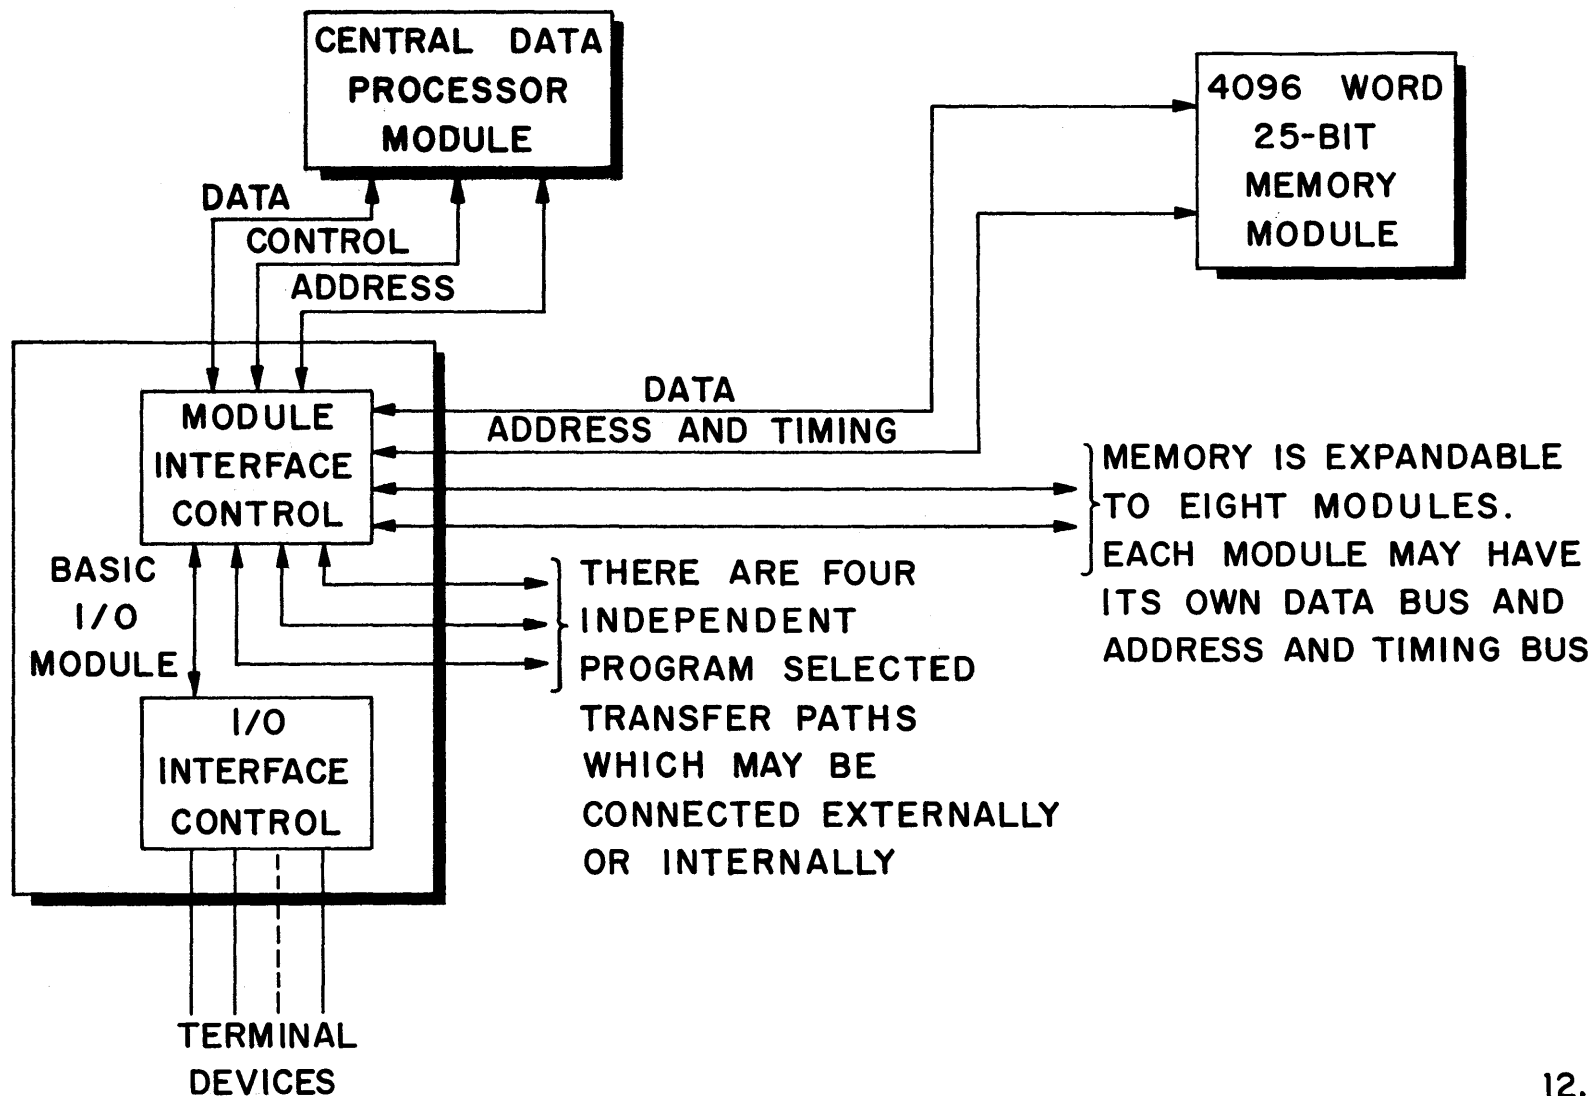 CENTRAL DATA
PROCESSOR
MODULE
4096 WORD
25-BIT
MEMORY
MODULE
DATA
CONTROL
ADDRESS
MODULE
INTERFACE
CONTROL
DATA
ADDRESS AND TIMING
MEMORY IS EXPANDABLE
TO EIGHT MODULES.
EACH MODULE MAY HAVE
ITS OWN DATA BUS AND
ADDRESS AND TIMING BUS
BASIC
I/O
MODULE
THERE ARE FOUR
INDEPENDENT
PROGRAM SELECTED
TRANSFER PATHS
WHICH MAY BE
CONNECTED EXTERNALLY
OR INTERNALLY
I/O
INTERFACE
CONTROL
TERMINAL
DEVICES
12.